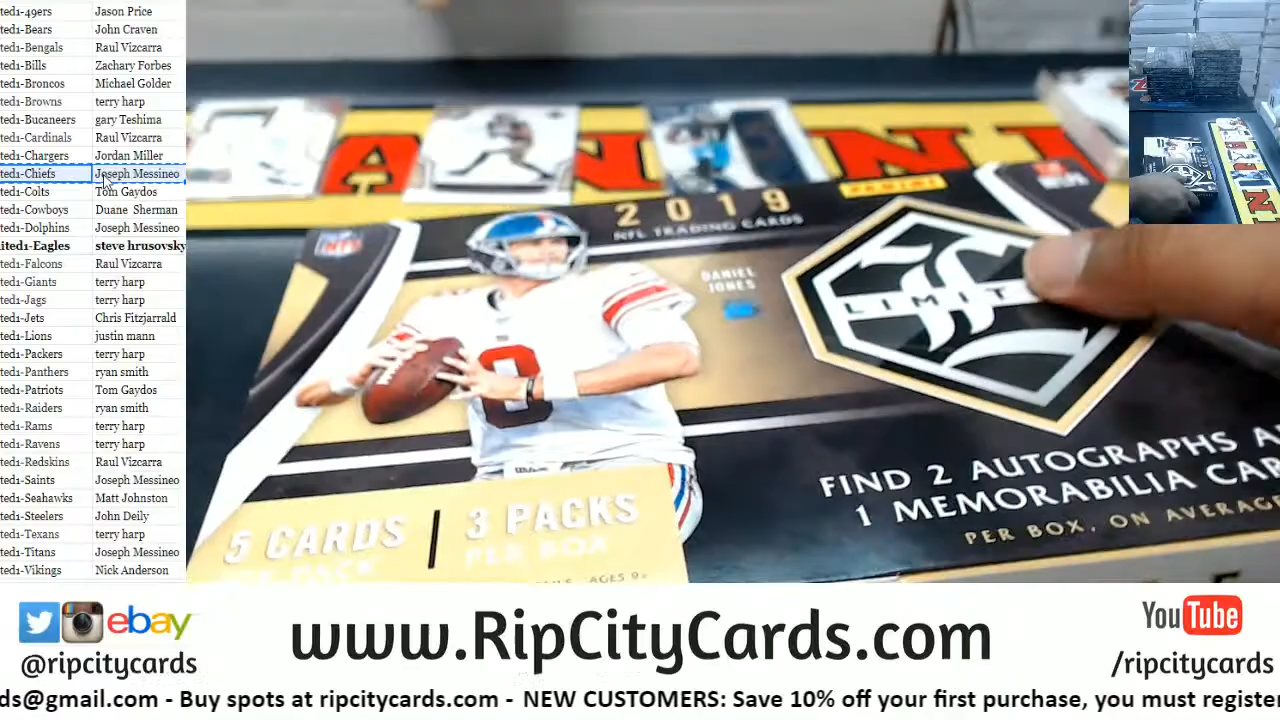 ted1-49ers Jason Price
ted1-Bears John Craven
ted1-Bengals Raul Vizcarra
ted1-Bills Zachary Forbes
ted1-Broncos Michael Golder
ted1-Browns terry harp
ted1-Bucaneers gary Teshima
ted1-Cardinals Raul Vizcarra
ted1-Chargers Jordan Miller
ted1-Chiefs Joseph Messineo
ted1-Colts Tom Gaydos
ted1-Cowboys Duane Sherman
ted1-Dolphins Joseph Messineo
ited1-Eagles steve hrusovsky
ted1-Falcons Raul Vizcarra
ted1-Giants terry harp
ted1-Jags terry harp
ted1-Jets Chris Fitzjarrald
ted1-Lions justin mann
ted1-Packers terry harp
ted1-Panthers ryan smith
ted1-Patriots Tom Gaydos
ted1-Raiders ryan smith
ted1-Rams terry harp
ted1-Ravens terry harp
ted1-Redskins Raul Vizcarra
ted1-Saints Joseph Messineo
ted1-Seahawks Matt Johnston
ted1-Steelers John Deily
ted1-Texans terry harp
ted1-Titans Joseph Messineo
ted1-Vikings Nick Anderson
ANINI
2019
NFL TRADING CARDS
DANIEL
JONES
LIMIT
FIND 2 AUTOGRAPHS A
1 MEMORABILIA CAR
PER BOX, ON AVERAGE
5 CARDS | 3 PACKS
PER PACK PER BOX
AGES 9+
ebay
@ripcitycards
www.RipCityCards.com
YouTube
/ripcitycards
ds@gmail.com - Buy spots at ripcitycards.com - NEW CUSTOMERS: Save 10% off your first purchase, you must register